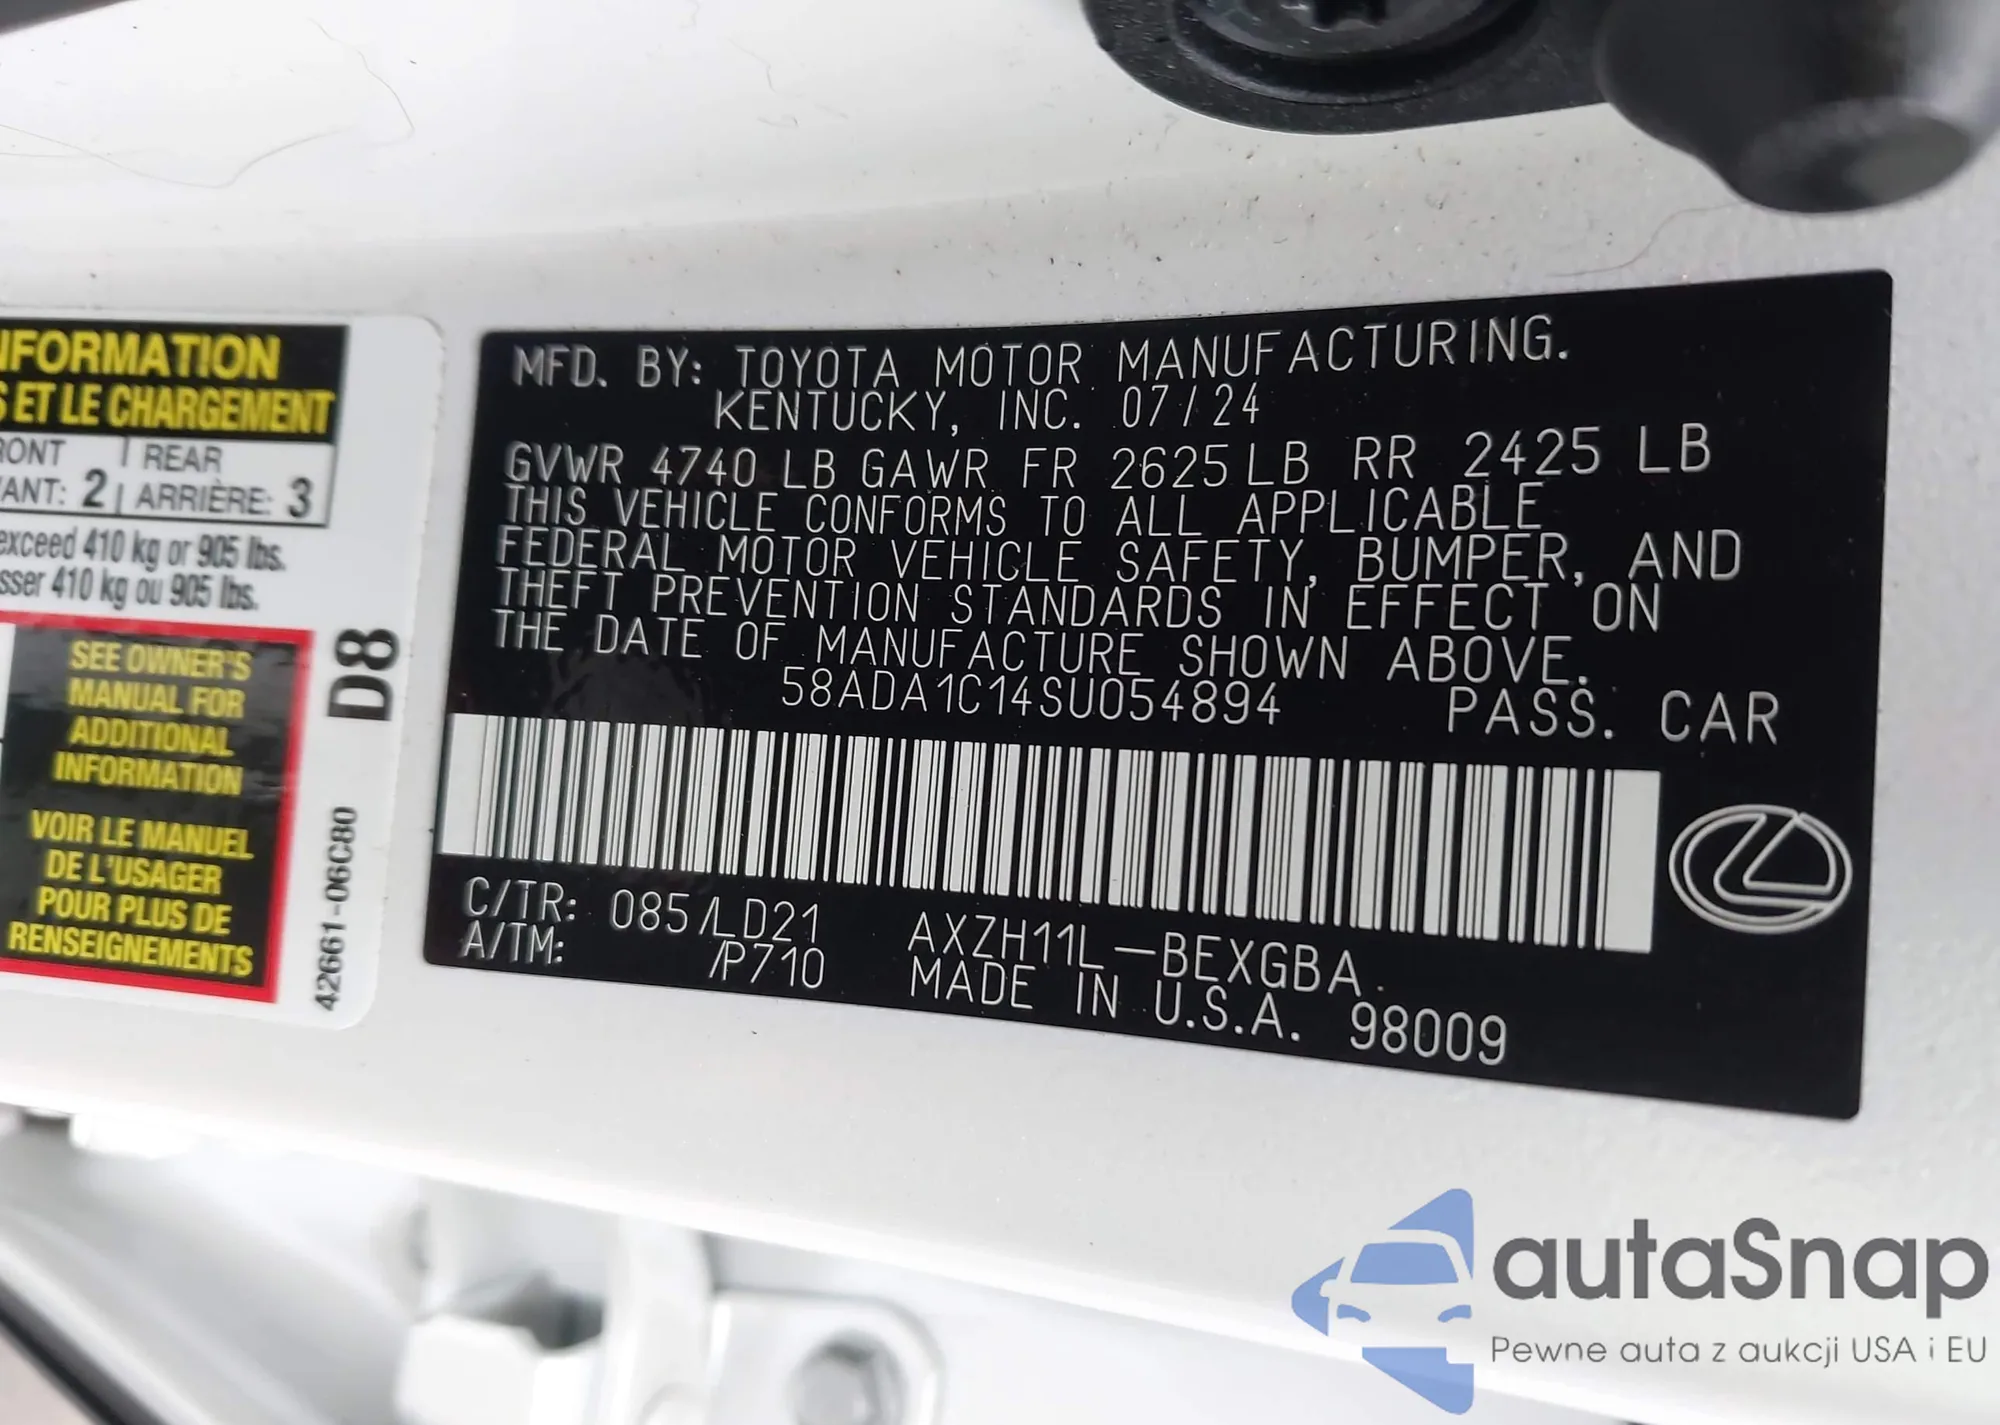 NFORMATION
S ET LE CHARGEMENT
RONT | REAR
VANT: 2 | ARRIÈRE: 3
exceed 410 kg or 905 lbs.
sser 410 kg ou 905 lbs.
SEE OWNER'S
MANUAL FOR
ADDITIONAL
INFORMATION
VOIR LE MANUEL
DE L'USAGER
POUR PLUS DE
RENSEIGNEMENTS
D8
42661-06C80
MFD. BY: TOYOTA MOTOR MANUFACTURING.
KENTUCKY, INC. 07/24
GVWR 4740 LB GAWR FR 2625 LB RR 2425 LB
THIS VEHICLE CONFORMS TO ALL APPLICABLE
FEDERAL MOTOR VEHICLE SAFETY, BUMPER, AND
THEFT PREVENTION STANDARDS IN EFFECT ON
THE DATE OF MANUFACTURE SHOWN ABOVE.
58ADA1C14SU054894 PASS. CAR
C/TR: 085/LD21 AXZH11L-BEXGBA
A/TM: /P710 MADE IN U.S.A. 98009
autaSnap
Pewne auta z aukcji USA i EU